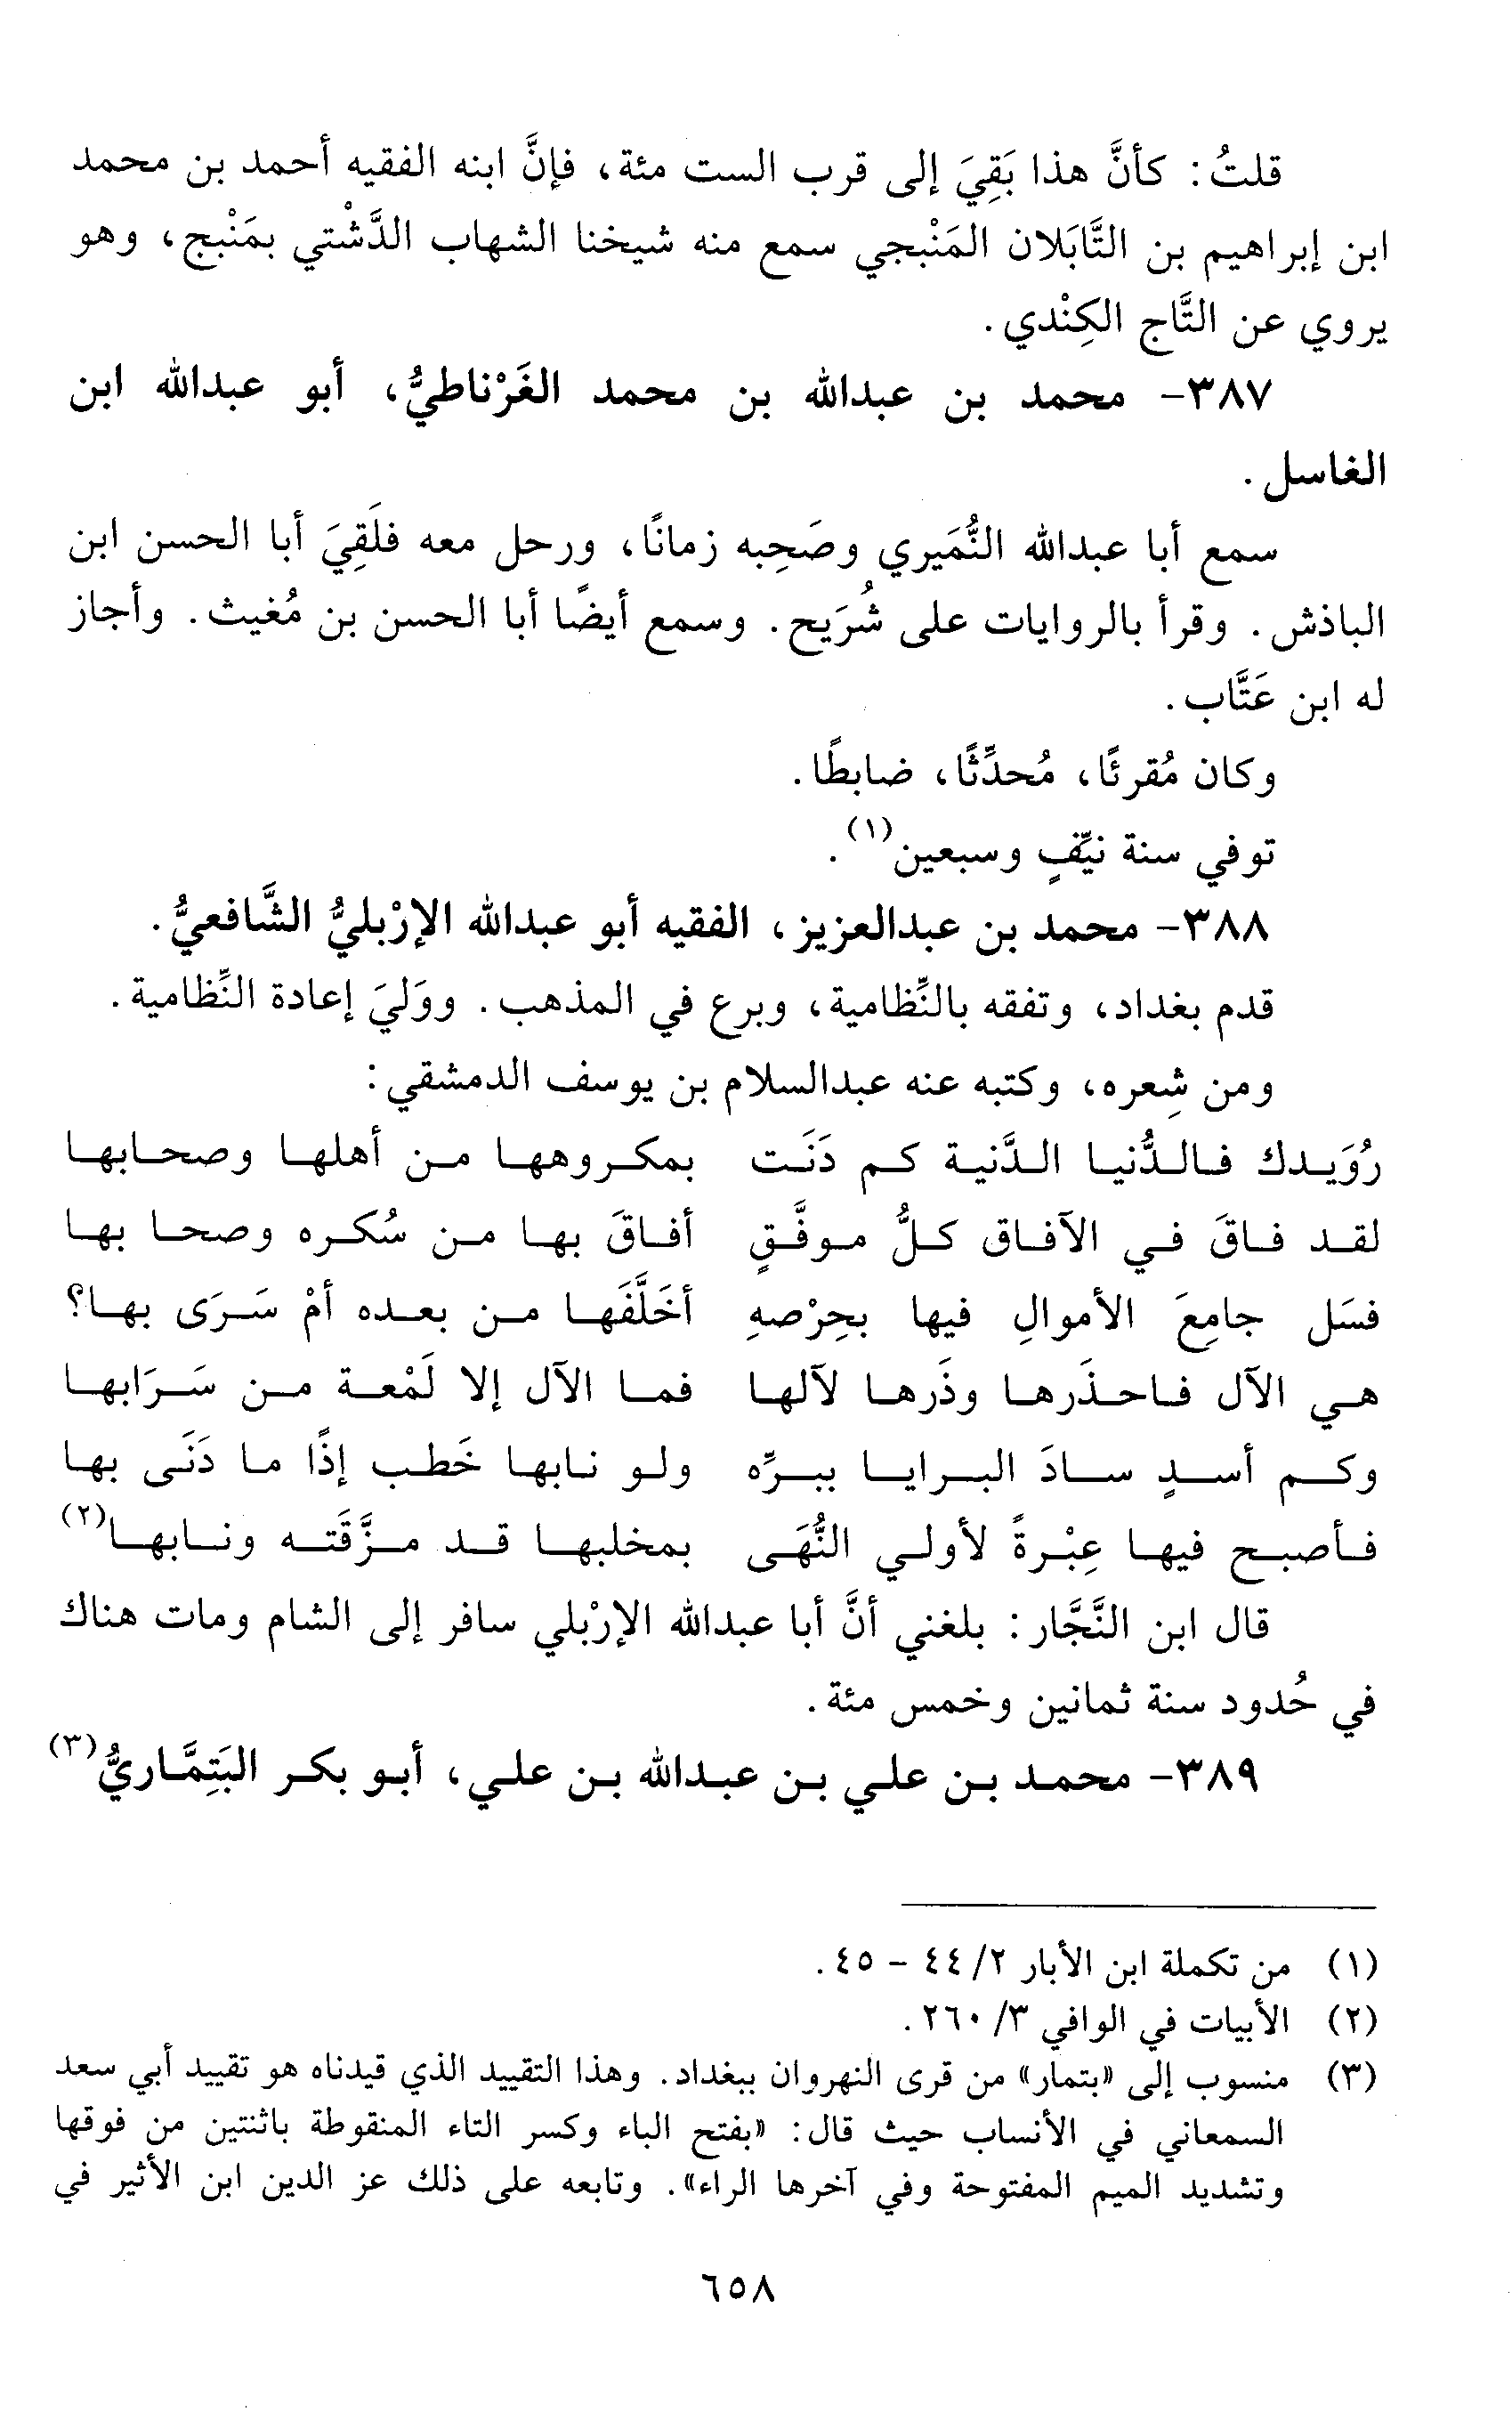 قلتُ: كأنَّ هذا بَقِيَ إلى قرب الست مئة، فإنَّ ابنه الفقيه أحمد بن محمد
ابن إبراهيم بن التَّابَلان المَنْبجي سمع منه شيخنا الشهاب الدَّشْتي بمَنْبج، وهو
يروي عن التَّاج الكِنْدي.
٣٨٧- محمد بن عبدالله بن محمد الغَرْناطيُّ، أبو عبدالله ابن
الغاسل.
سمع أبا عبدالله النُّمَيري وصَحِبه زمانًا، ورحل معه فلَقِيَ أبا الحسن ابن
الباذش. وقرأ بالروايات على شُرَيح. وسمع أيضًا أبا الحسن بن مُغيث. وأجاز
له ابن عَتَّاب.
وكان مُقرئًا، مُحدِّثًا، ضابطًا.
توفي سنة نيِّفٍ وسبعين(١).
٣٨٨- محمد بن عبدالعزيز، الفقيه أبو عبدالله الإرْبليُّ الشَّافعيُّ.
قدم بغداد، وتفقه بالنِّظامية، وبرع في المذهب. ووَليَ إعادة النِّظامية.
ومن شِعره، وكتبه عنه عبدالسلام بن يوسف الدمشقي:
رُوَيدك فالدُّنيا الدَّنية كم دَنَت بمكروهها من أهلها وصحابها
لقد فاقَ في الآفاق كلُّ موفَّقٍ أفاقَ بها من سُكره وصحا بها
فسَل جامِعَ الأموالِ فيها بحِرْصهِ أخَلَّفَها من بعده أمْ سَرَى بها؟
هي الآل فاحذَرها وذَرها لآلها فما الآل إلا لَمْعة من سَرَابها
وكم أسدٍ سادَ البرايا ببرِّه ولو نابها خَطب إذًا ما دَنَى بها
فأصبح فيها عِبْرةً لأولي النُّهَى بمخلبها قد مزَّقَته ونابها(٢)
قال ابن النَّجَّار: بلغني أنَّ أبا عبدالله الإرْبلي سافر إلى الشام ومات هناك
في حُدود سنة ثمانين وخمس مئة.
٣٨٩- محمد بن علي بن عبدالله بن علي، أبو بكر البَتِمَّاريُّ(٣)
(١) من تكملة ابن الأبار ٢/ ٤٤ - ٤٥.
(٢) الأبيات في الوافي ٣/ ٢٦٠.
(٣) منسوب إلى «بتمار» من قرى النهروان ببغداد. وهذا التقييد الذي قيدناه هو تقييد أبي سعد
السمعاني في الأنساب حيث قال: «بفتح الباء وكسر التاء المنقوطة باثنتين من فوقها
وتشديد الميم المفتوحة وفي آخرها الراء». وتابعه على ذلك عز الدين ابن الأثير في
٦٥٨